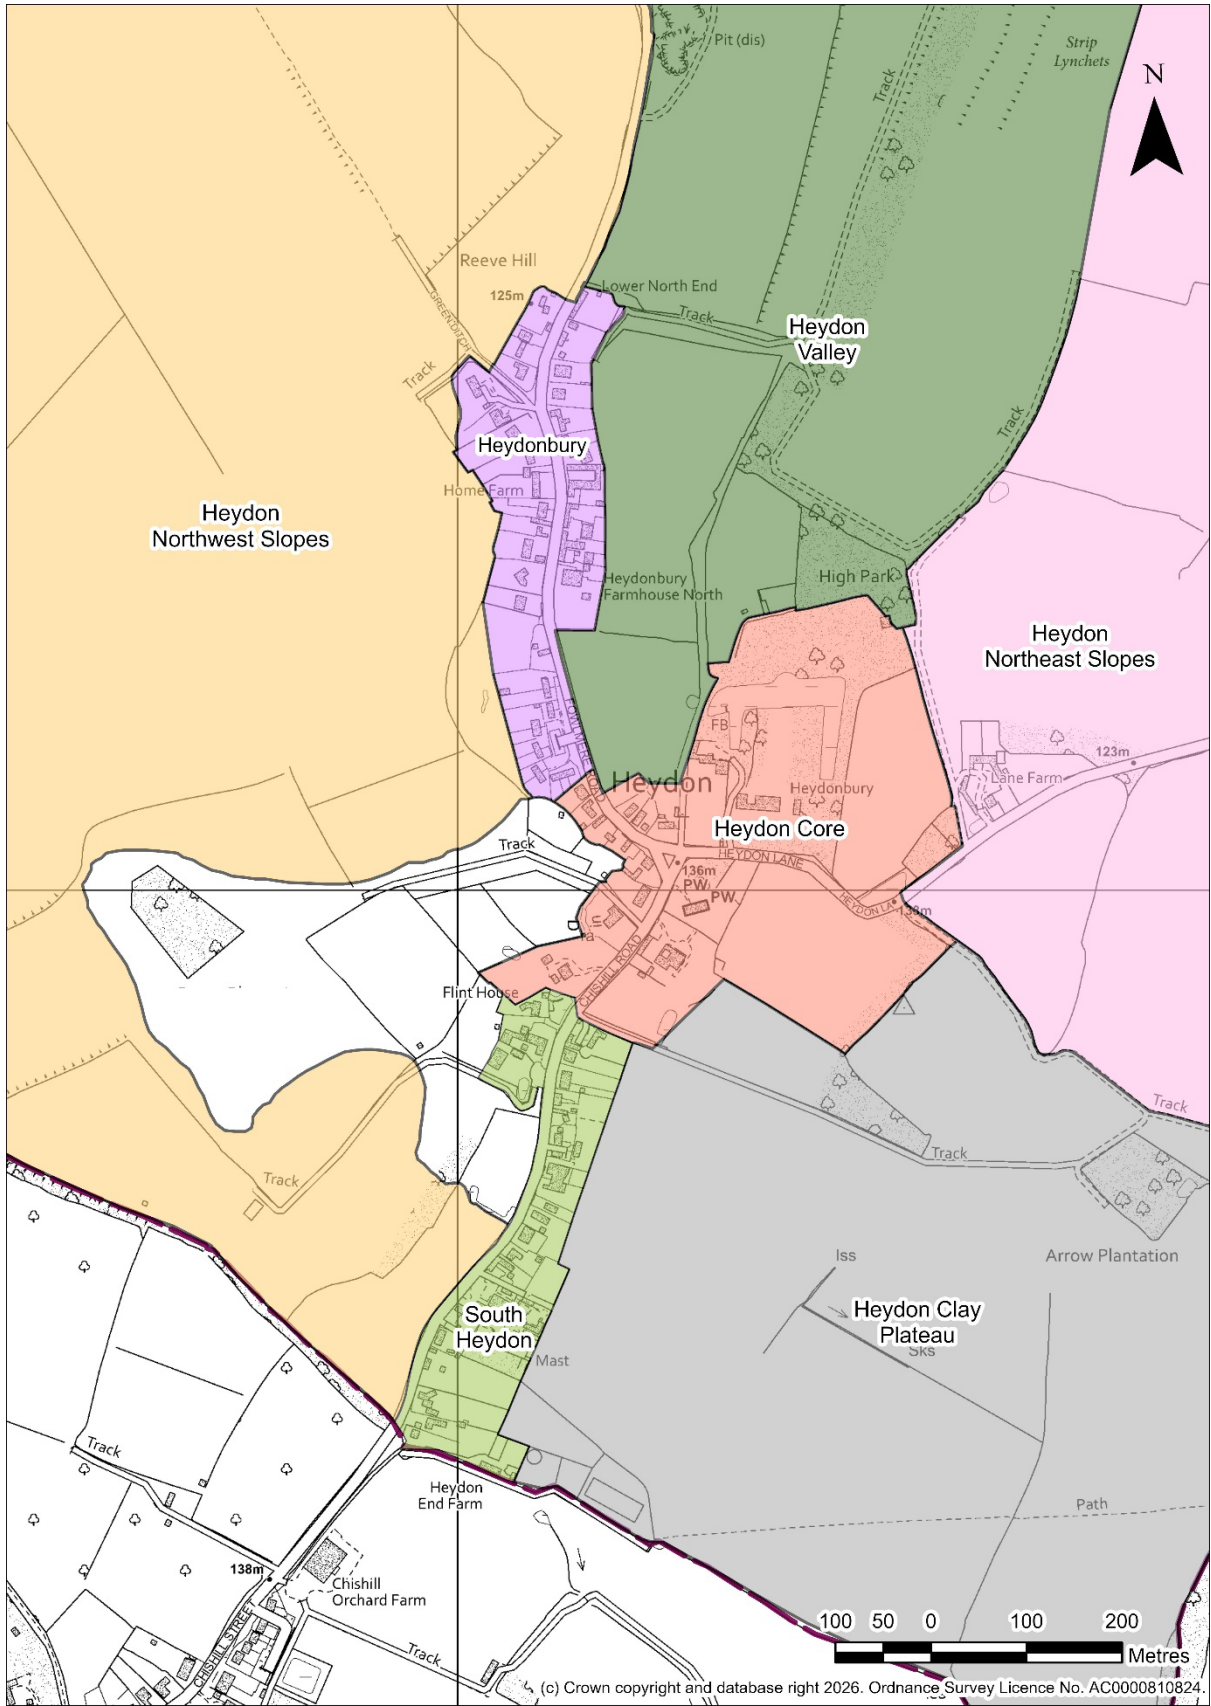 Pit (dis)
Strip
Lynchets
N
Track
Reeve Hill
125m
GREEN DITCH
Lower North End
Track
Heydon
Valley
Track
Track
Heydonbury
Home Farm
Heydon
Northwest Slopes
Heydonbury
Farmhouse North
High Park
Heydon
Northeast Slopes
FB
123m
Lane Farm
Heydon
Heydonbury
Heydon Core
Track
HEYDON LANE
136m
PW
PW
HEYDON LA
CHISHILL ROAD
Flint House
Track
Track
Track
Iss
Arrow Plantation
Heydon Clay
Plateau
Sks
South
Heydon
Mast
Track
Heydon
End Farm
Path
138m
Chishill
Orchard Farm
CHISHILL STREET
Track
100 50 0 100 200
Metres
(c) Crown copyright and database right 2026. Ordnance Survey Licence No. AC0000810824.